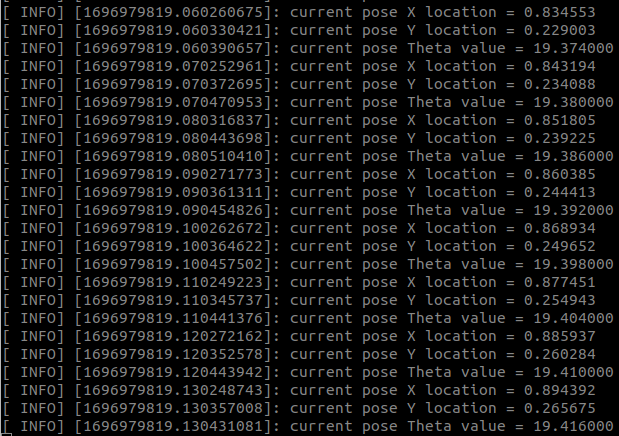 [ INFO] [1696979819.060260675]: current pose X location = 0.834553
[ INFO] [1696979819.060330421]: current pose Y location = 0.229003
[ INFO] [1696979819.060390657]: current pose Theta value = 19.374000
[ INFO] [1696979819.070252961]: current pose X location = 0.843194
[ INFO] [1696979819.070372695]: current pose Y location = 0.234088
[ INFO] [1696979819.070470953]: current pose Theta value = 19.380000
[ INFO] [1696979819.080316837]: current pose X location = 0.851805
[ INFO] [1696979819.080443698]: current pose Y location = 0.239225
[ INFO] [1696979819.080510410]: current pose Theta value = 19.386000
[ INFO] [1696979819.090271773]: current pose X location = 0.860385
[ INFO] [1696979819.090361311]: current pose Y location = 0.244413
[ INFO] [1696979819.090454826]: current pose Theta value = 19.392000
[ INFO] [1696979819.100262672]: current pose X location = 0.868934
[ INFO] [1696979819.100364622]: current pose Y location = 0.249652
[ INFO] [1696979819.100457502]: current pose Theta value = 19.398000
[ INFO] [1696979819.110249223]: current pose X location = 0.877451
[ INFO] [1696979819.110345737]: current pose Y location = 0.254943
[ INFO] [1696979819.110441376]: current pose Theta value = 19.404000
[ INFO] [1696979819.120272162]: current pose X location = 0.885937
[ INFO] [1696979819.120352578]: current pose Y location = 0.260284
[ INFO] [1696979819.120443942]: current pose Theta value = 19.410000
[ INFO] [1696979819.130248743]: current pose X location = 0.894392
[ INFO] [1696979819.130357008]: current pose Y location = 0.265675
[ INFO] [1696979819.130431081]: current pose Theta value = 19.416000